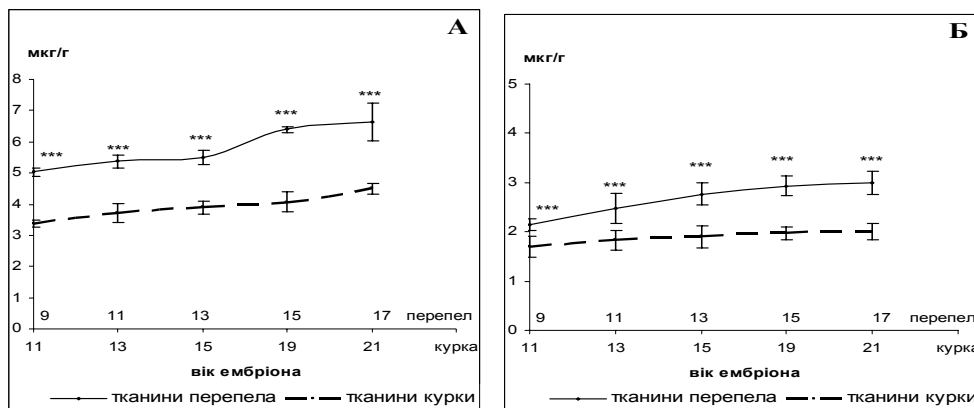 А
мкг/г
8
7
6
5
4
3
2
1
0
*** *** *** *** ***
9 11 13 15 17 перепел
11 13 15 19 21 курка
вік ембріона
тканини перепела тканини курки
Б
мкг/г
5
4
3
2
1
0
*** *** *** *** ***
9 11 13 15 17 перепел
11 13 15 19 21 курка
вік ембріона
тканини перепела тканини курки